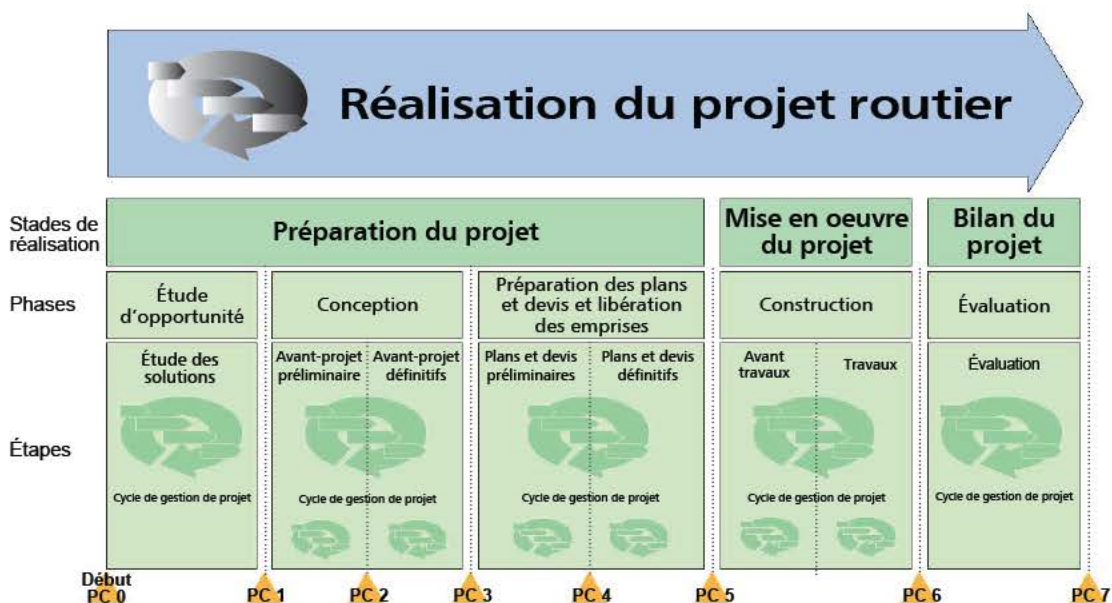 Réalisation du projet routier
Stades de
réalisation
Préparation du projet
Mise en oeuvre
du projet
Bilan du
projet
Phases
Étude
d'opportunité
Conception
Préparation des plans
et devis et libération
des emprises
Construction
Évaluation
Étapes
Étude des
solutions
Avant-projet
préliminaire
Avant-projet
définitifs
Plans et devis
préliminaires
Plans et devis
définitifs
Avant
travaux
Travaux
Évaluation
Cycle de gestion de projet
Cycle de gestion de projet
Cycle de gestion de projet
Cycle de gestion de projet
Cycle de gestion de projet
Début
PC 0
PC 1
PC 2
PC 3
PC 4
PC 5
PC 6
PC 7